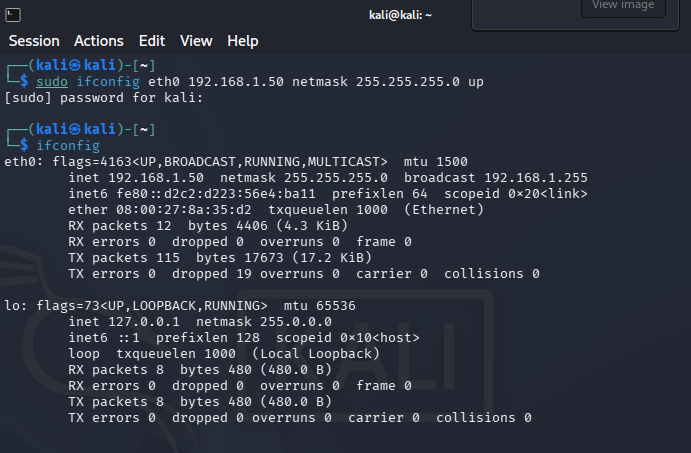 kali@kali: ~
View image
Session Actions Edit View Help
┌──(kali㉿kali)-[~]
└─$ sudo ifconfig eth0 192.168.1.50 netmask 255.255.255.0 up
[sudo] password for kali:
┌──(kali㉿kali)-[~]
└─$ ifconfig
eth0: flags=4163<UP,BROADCAST,RUNNING,MULTICAST>  mtu 1500
        inet 192.168.1.50  netmask 255.255.255.0  broadcast 192.168.1.255
        inet6 fe80::d2c2:d223:56e4:ba11  prefixlen 64  scopeid 0×20<link>
        ether 08:00:27:8a:35:d2  txqueuelen 1000  (Ethernet)
        RX packets 12  bytes 4406 (4.3 KiB)
        RX errors 0  dropped 0  overruns 0  frame 0
        TX packets 115  bytes 17673 (17.2 KiB)
        TX errors 0  dropped 19 overruns 0  carrier 0  collisions 0
lo: flags=73<UP,LOOPBACK,RUNNING>  mtu 65536
        inet 127.0.0.1  netmask 255.0.0.0
        inet6 ::1  prefixlen 128  scopeid 0×10<host>
        loop  txqueuelen 1000  (Local Loopback)
        RX packets 8  bytes 480 (480.0 B)
        RX errors 0  dropped 0  overruns 0  frame 0
        TX packets 8  bytes 480 (480.0 B)
        TX errors 0  dropped 0 overruns 0  carrier 0  collisions 0
KALI